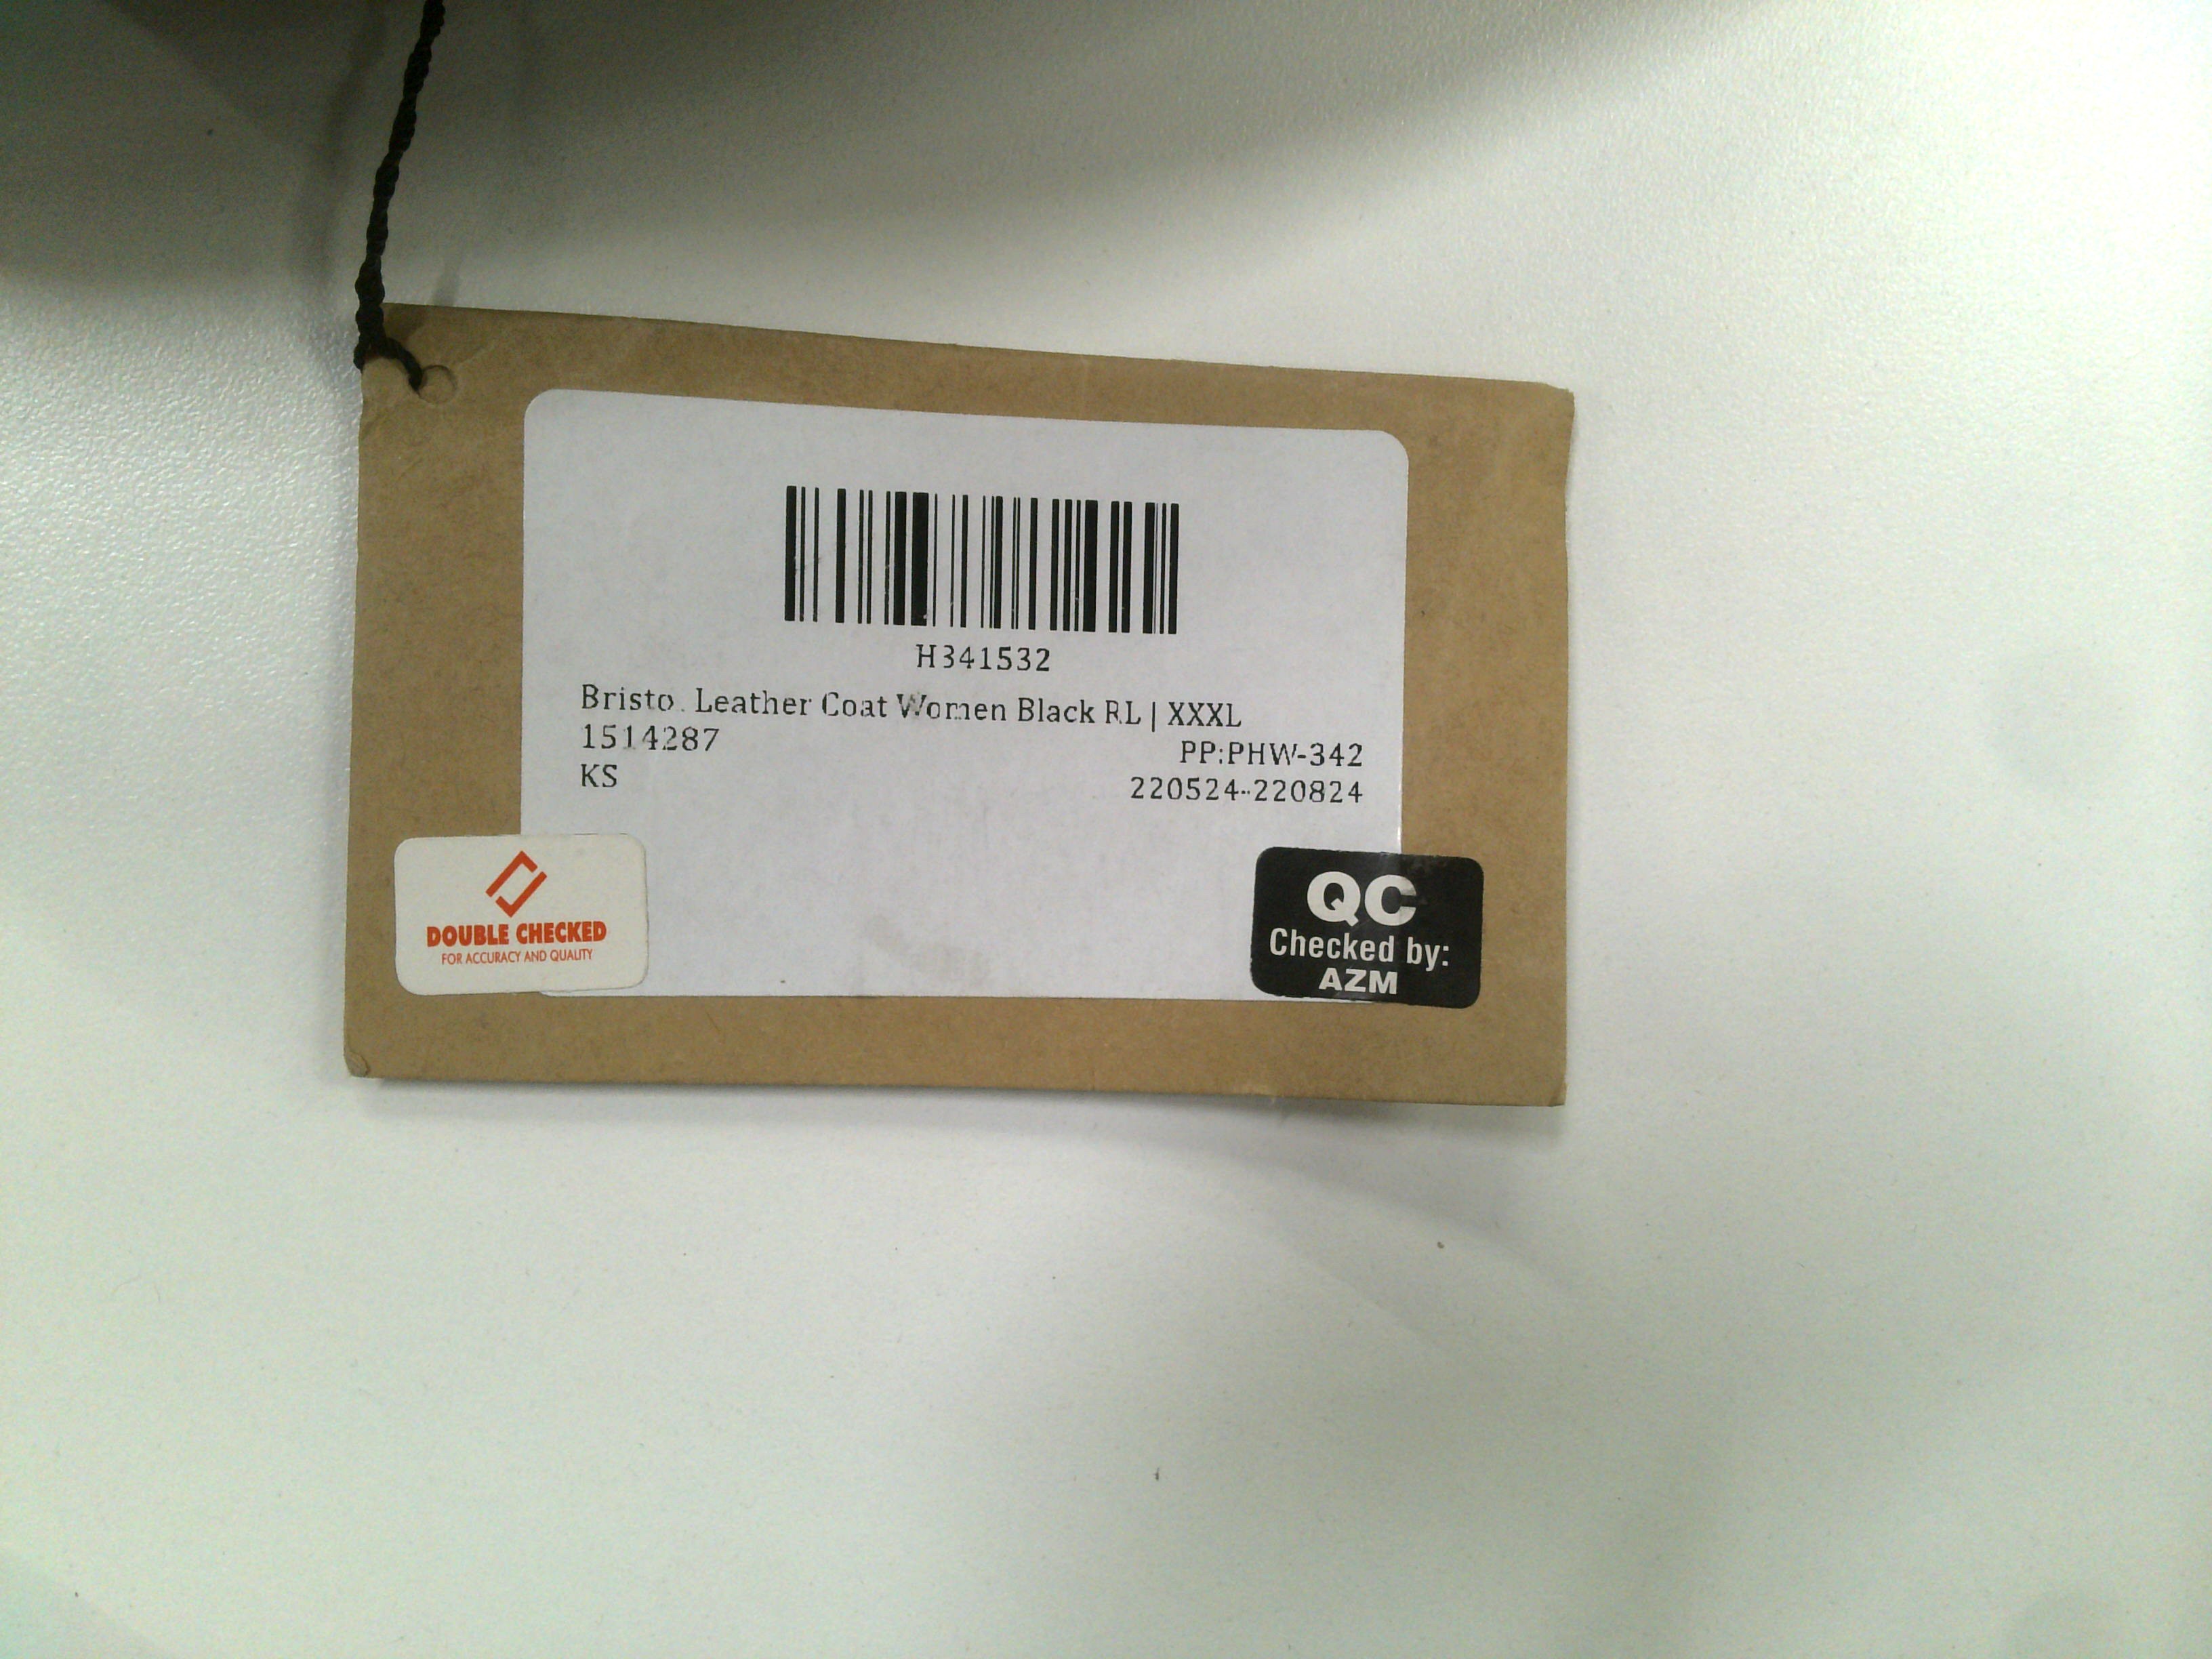 H341532
Bristo. Leather Coat Women Black RL | XXXL
1514287 PP:PHW-342
KS 220524-220824
DOUBLE CHECKED
FOR ACCURACY AND QUALITY
QC
Checked by:
AZM